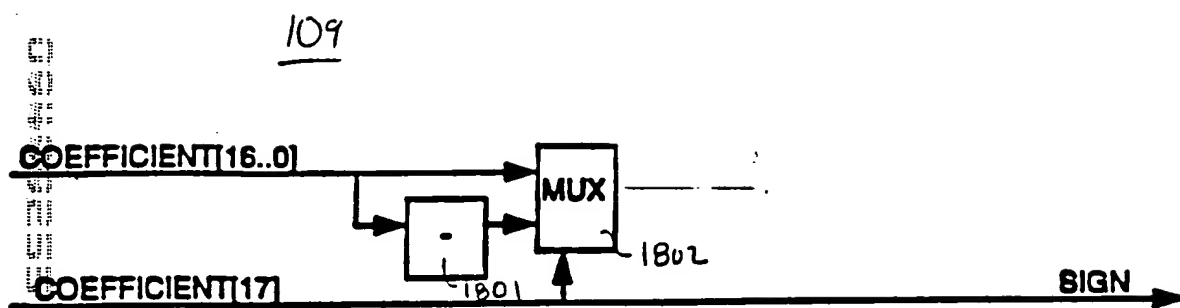 109
COEFFICIENT[16..0]
MUX
-
1802
1801
COEFFICIENT[17]
SIGN